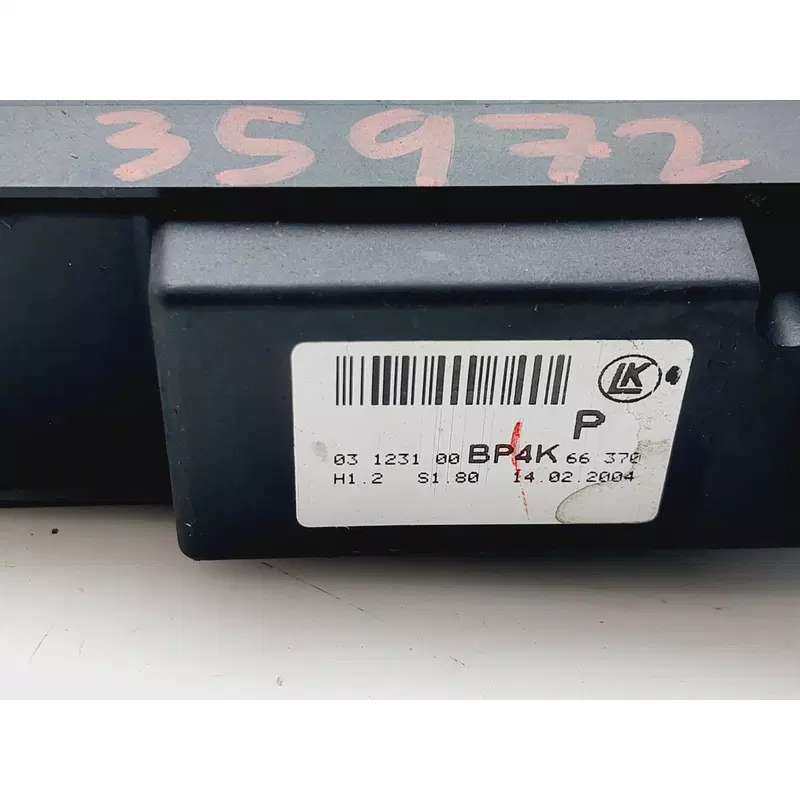 35972
LK
P
03 1231 00 BP4K 66 370
H1.2 S1.80 14.02.2004